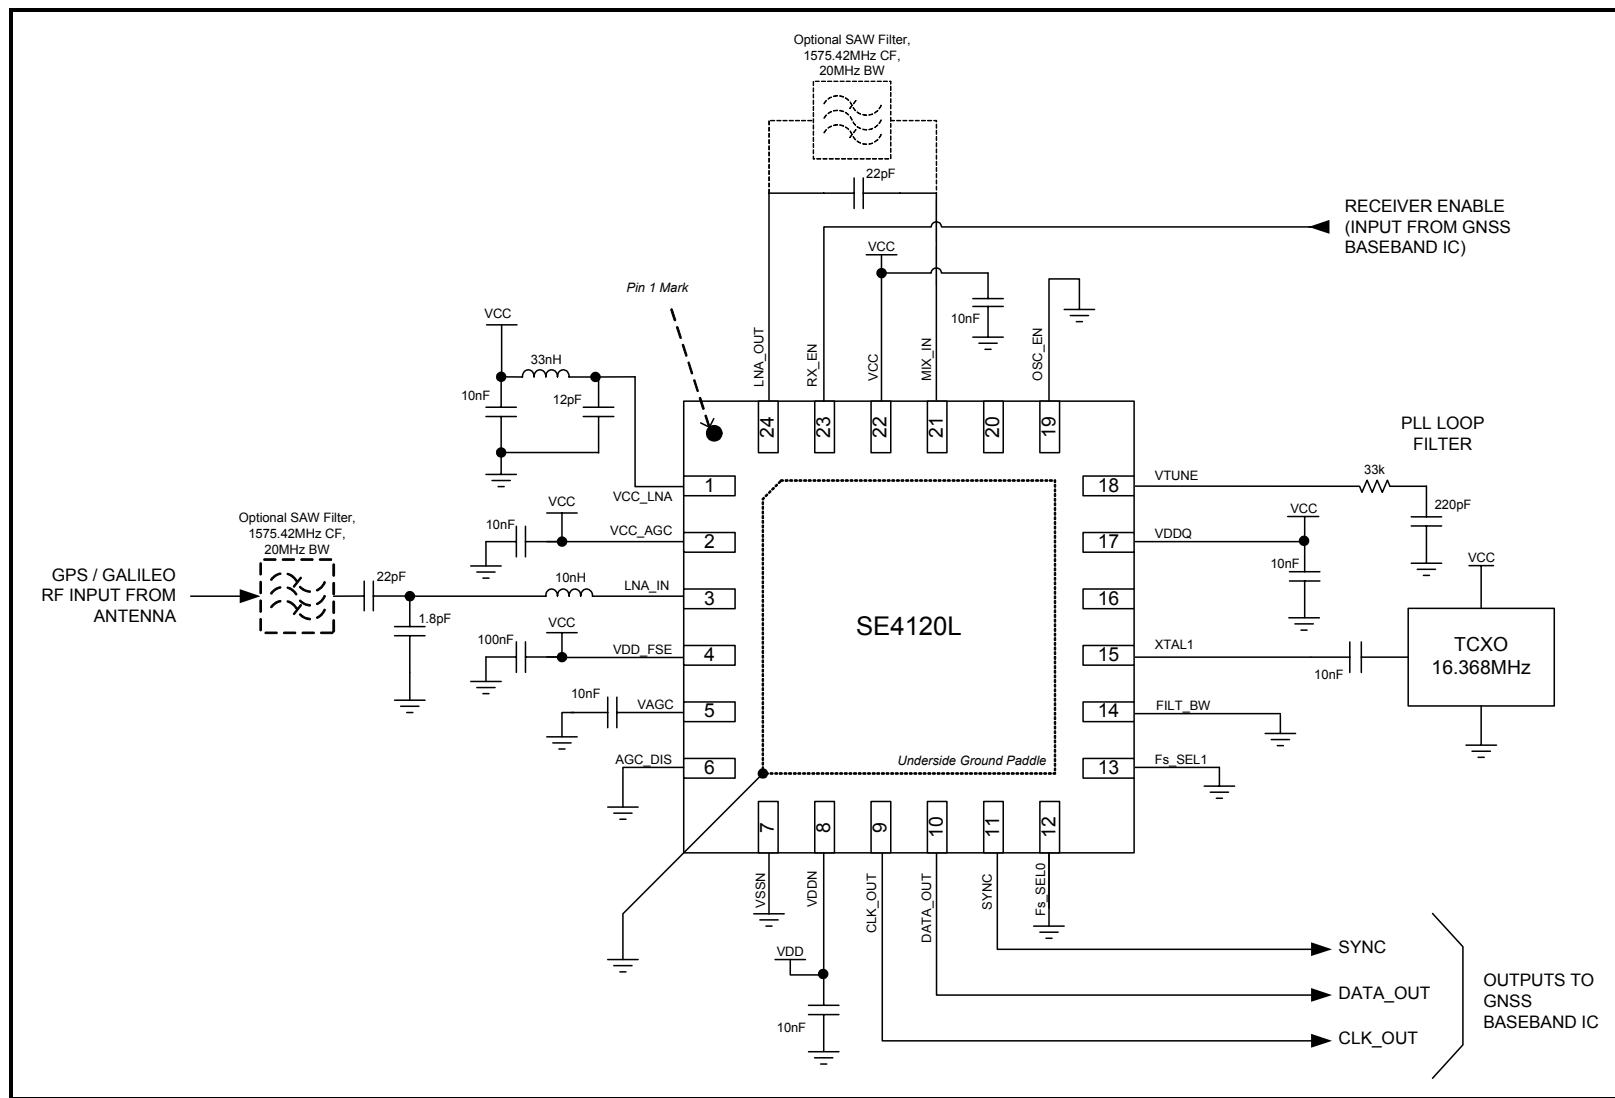 Optional SAW Filter,
1575.42MHz CF,
20MHz BW
22pF
RECEIVER ENABLE
(INPUT FROM GNSS
BASEBAND IC)
VCC
10nF
Pin 1 Mark
LNA_OUT
RX_EN
VCC
MIX_IN
OSC_EN
24
23
22
21
20
19
VCC
33nH
10nF
12pF
VCC_LNA
1
VCC
10nF
VCC_AGC
2
Optional SAW Filter,
1575.42MHz CF,
20MHz BW
GPS / GALILEO
RF INPUT FROM
ANTENNA
22pF
1.8pF
10nH
LNA_IN
3
VCC
100nF
VDD_FSE
4
10nF
VAGC
5
AGC_DIS
6
SE4120L
Underside Ground Paddle
PLL LOOP
FILTER
18
VTUNE
33k
220pF
17
VDDQ
VCC
10nF
16
15
XTAL1
10nF
VCC
TCXO
16.368MHz
14
FILT_BW
13
Fs_SEL1
7
8
9
10
11
12
VSSN
VDDN
CLK_OUT
DATA_OUT
SYNC
Fs_SEL0
VDD
10nF
SYNC
DATA_OUT
CLK_OUT
OUTPUTS TO
GNSS
BASEBAND IC